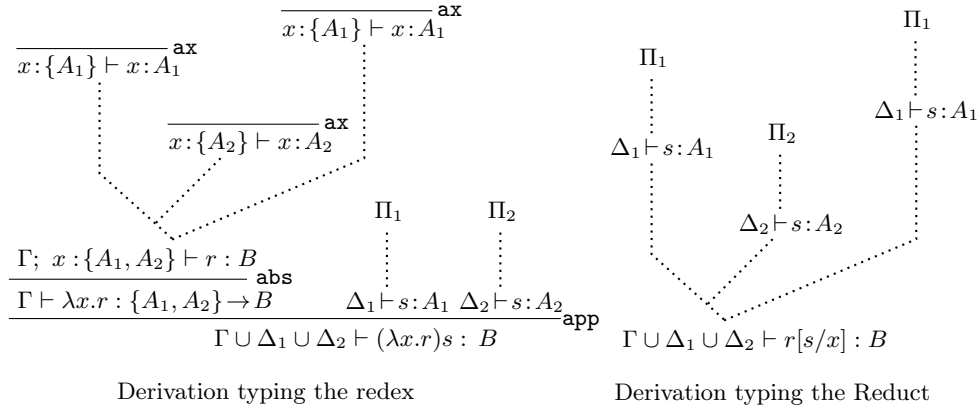 x:{A₁} ⊢ x:A₁ ax
x:{A₁} ⊢ x:A₁ ax
x:{A₂} ⊢ x:A₂ ax
Γ; x:{A₁, A₂} ⊢ r : B
abs
Γ ⊢ λx.r : {A₁, A₂}→B
Π₁
Δ₁ ⊢ s:A₁
Π₂
Δ₂ ⊢ s:A₂
app
Γ ∪ Δ₁ ∪ Δ₂ ⊢ (λx.r)s : B
Derivation typing the redex
Π₁
Δ₁ ⊢ s:A₁
Π₂
Δ₂ ⊢ s:A₂
Π₁
Δ₁ ⊢ s:A₁
Γ ∪ Δ₁ ∪ Δ₂ ⊢ r[s/x] : B
Derivation typing the Reduct